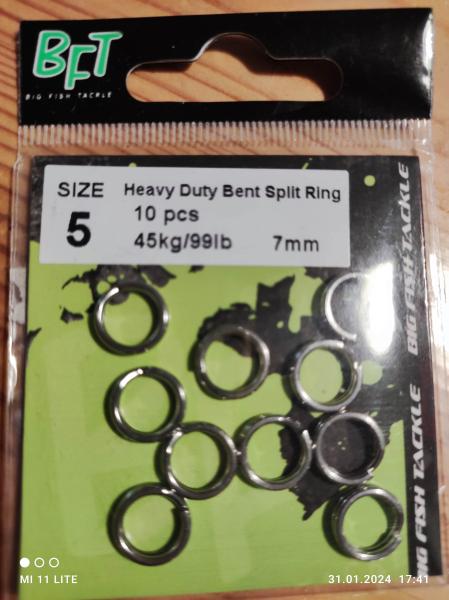 BFT
BIG FISH TACKLE
SIZE
5
Heavy Duty Bent Split Ring
10 pcs
45kg/99lb 7mm
BIG FISH TACKLE
BIG FISH TACKLE
MI 11 LITE
31.01.2024 17:41